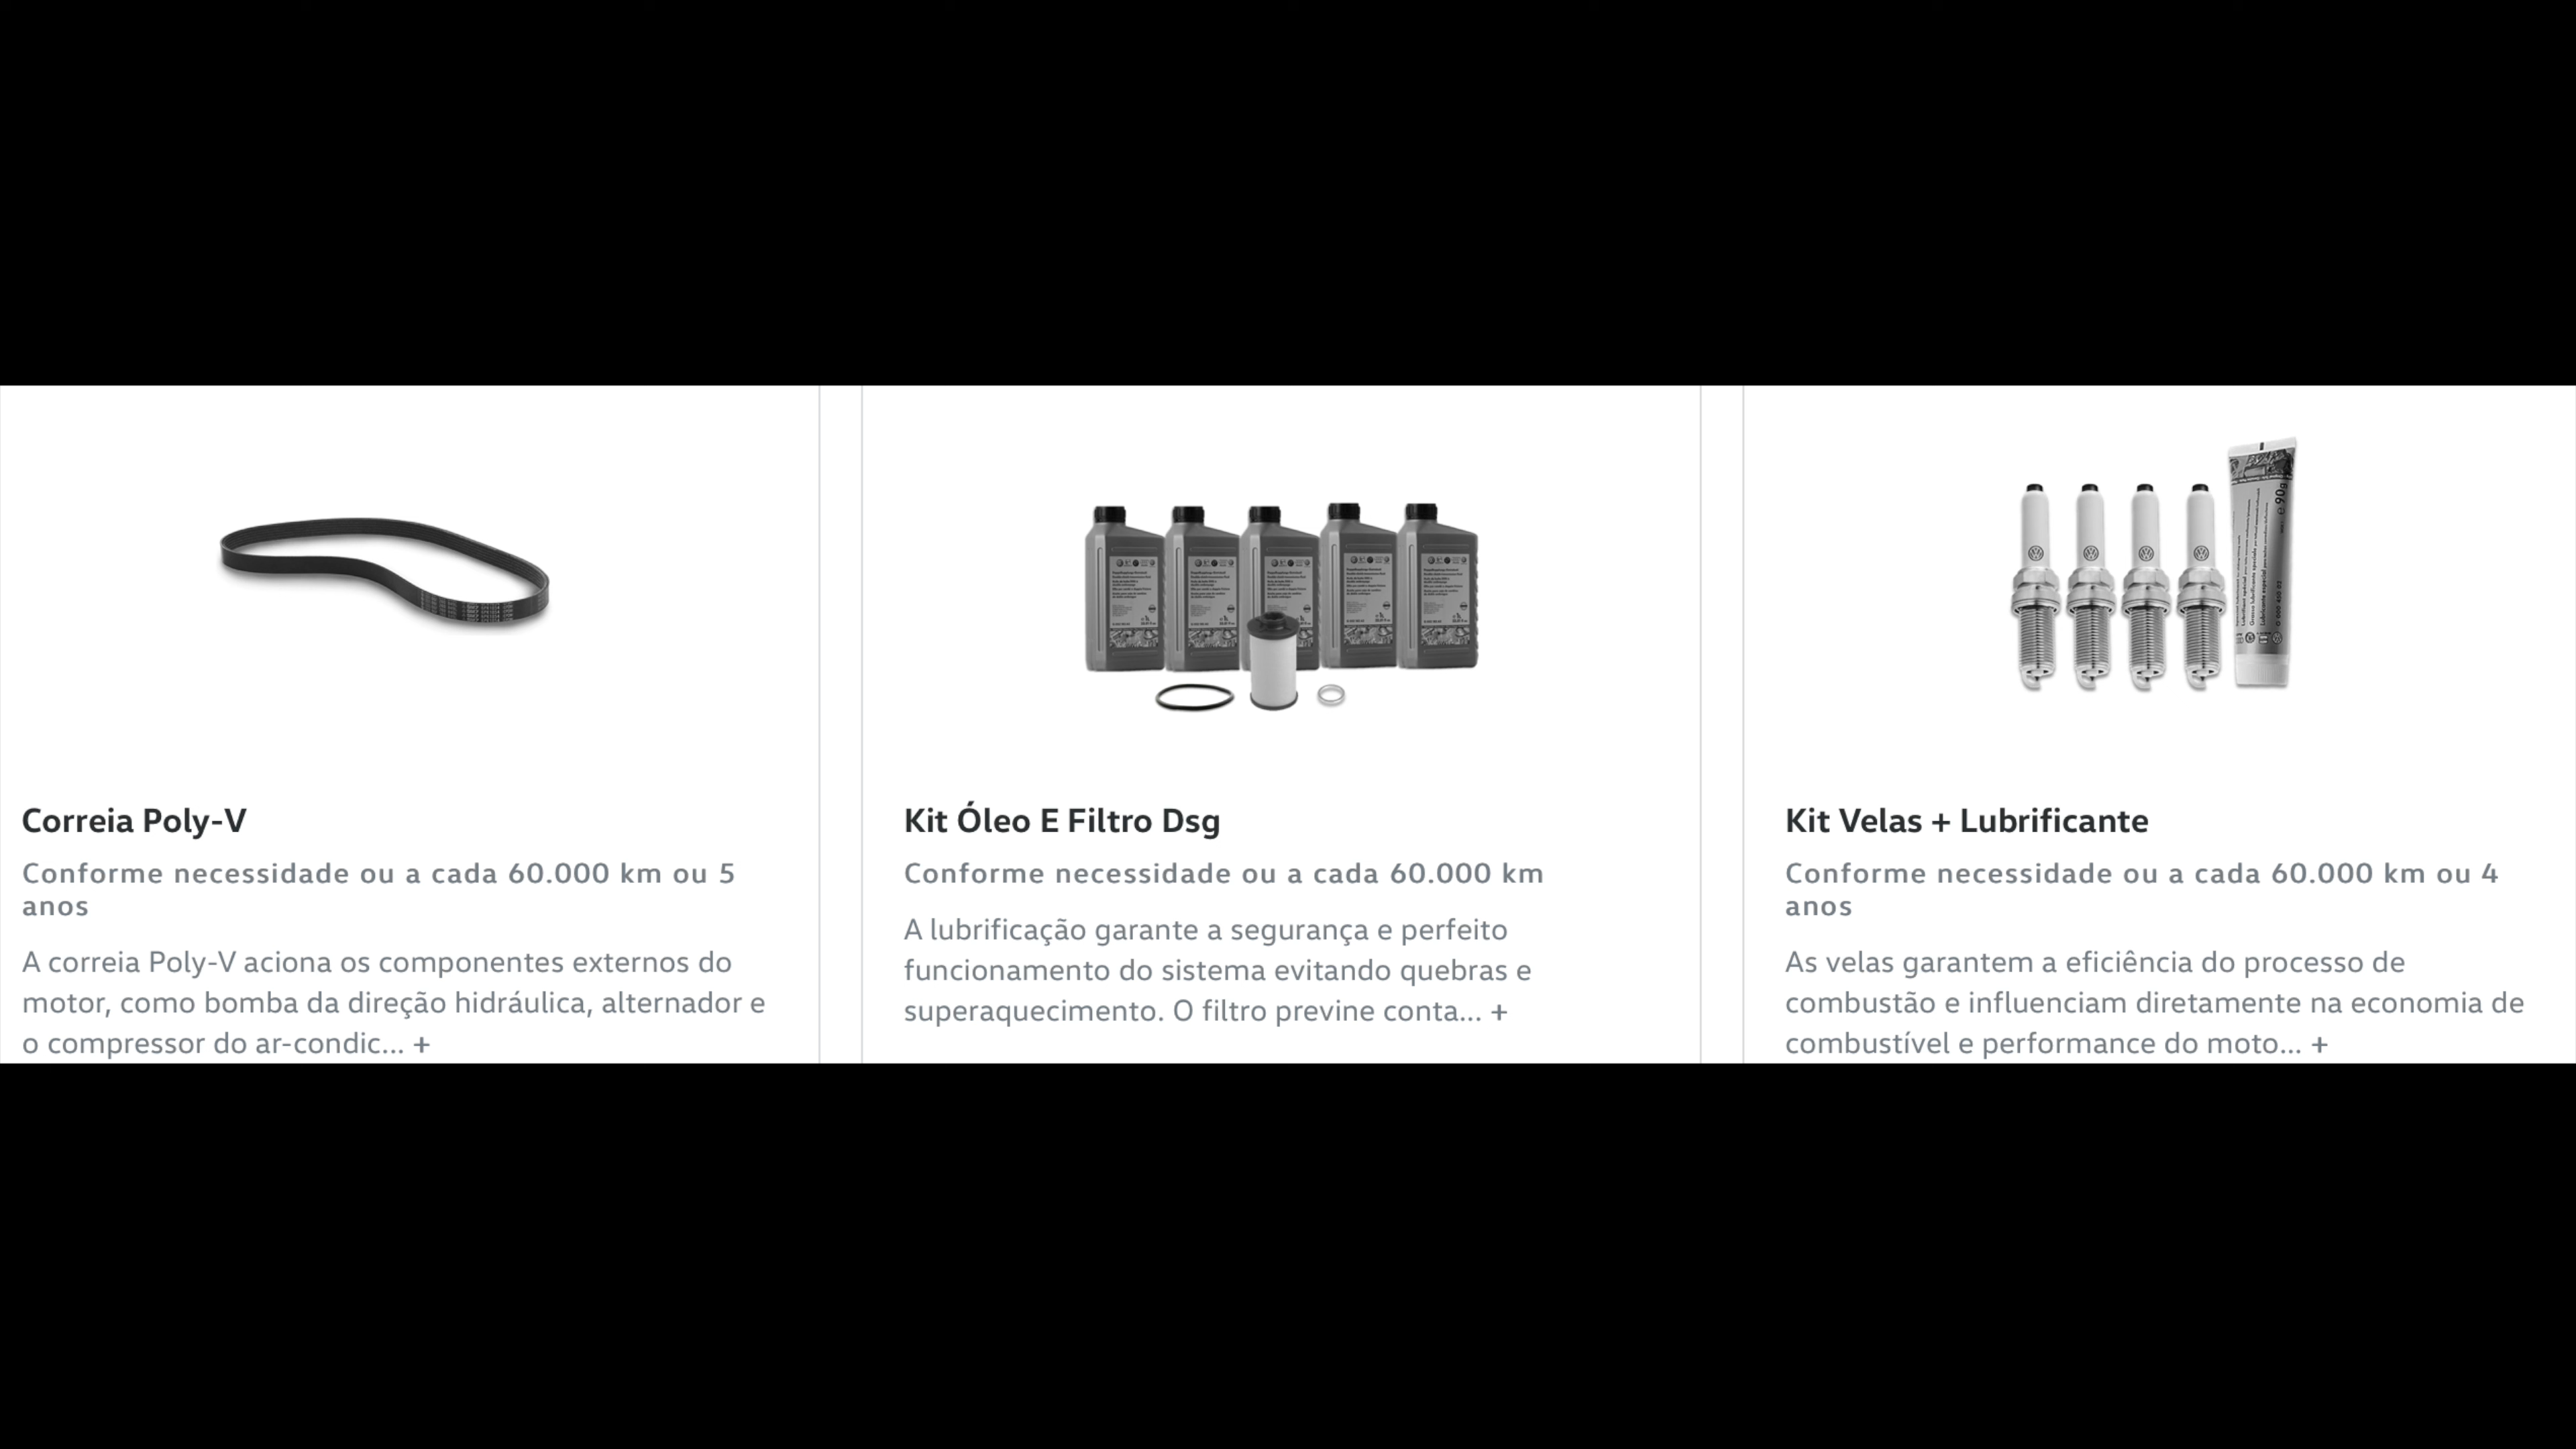 Correia Poly-V
Conforme necessidade ou a cada 60.000 km ou 5
anos
A correia Poly-V aciona os componentes externos do
motor, como bomba da direção hidráulica, alternador e
o compressor do ar-condic... +
Kit Óleo E Filtro Dsg
Conforme necessidade ou a cada 60.000 km
A lubrificação garante a segurança e perfeito
funcionamento do sistema evitando quebras e
superaquecimento. O filtro previne conta... +
90g
Kit Velas + Lubrificante
Conforme necessidade ou a cada 60.000 km ou 4
anos
As velas garantem a eficiência do processo de
combustão e influenciam diretamente na economia de
combustível e performance do moto... +